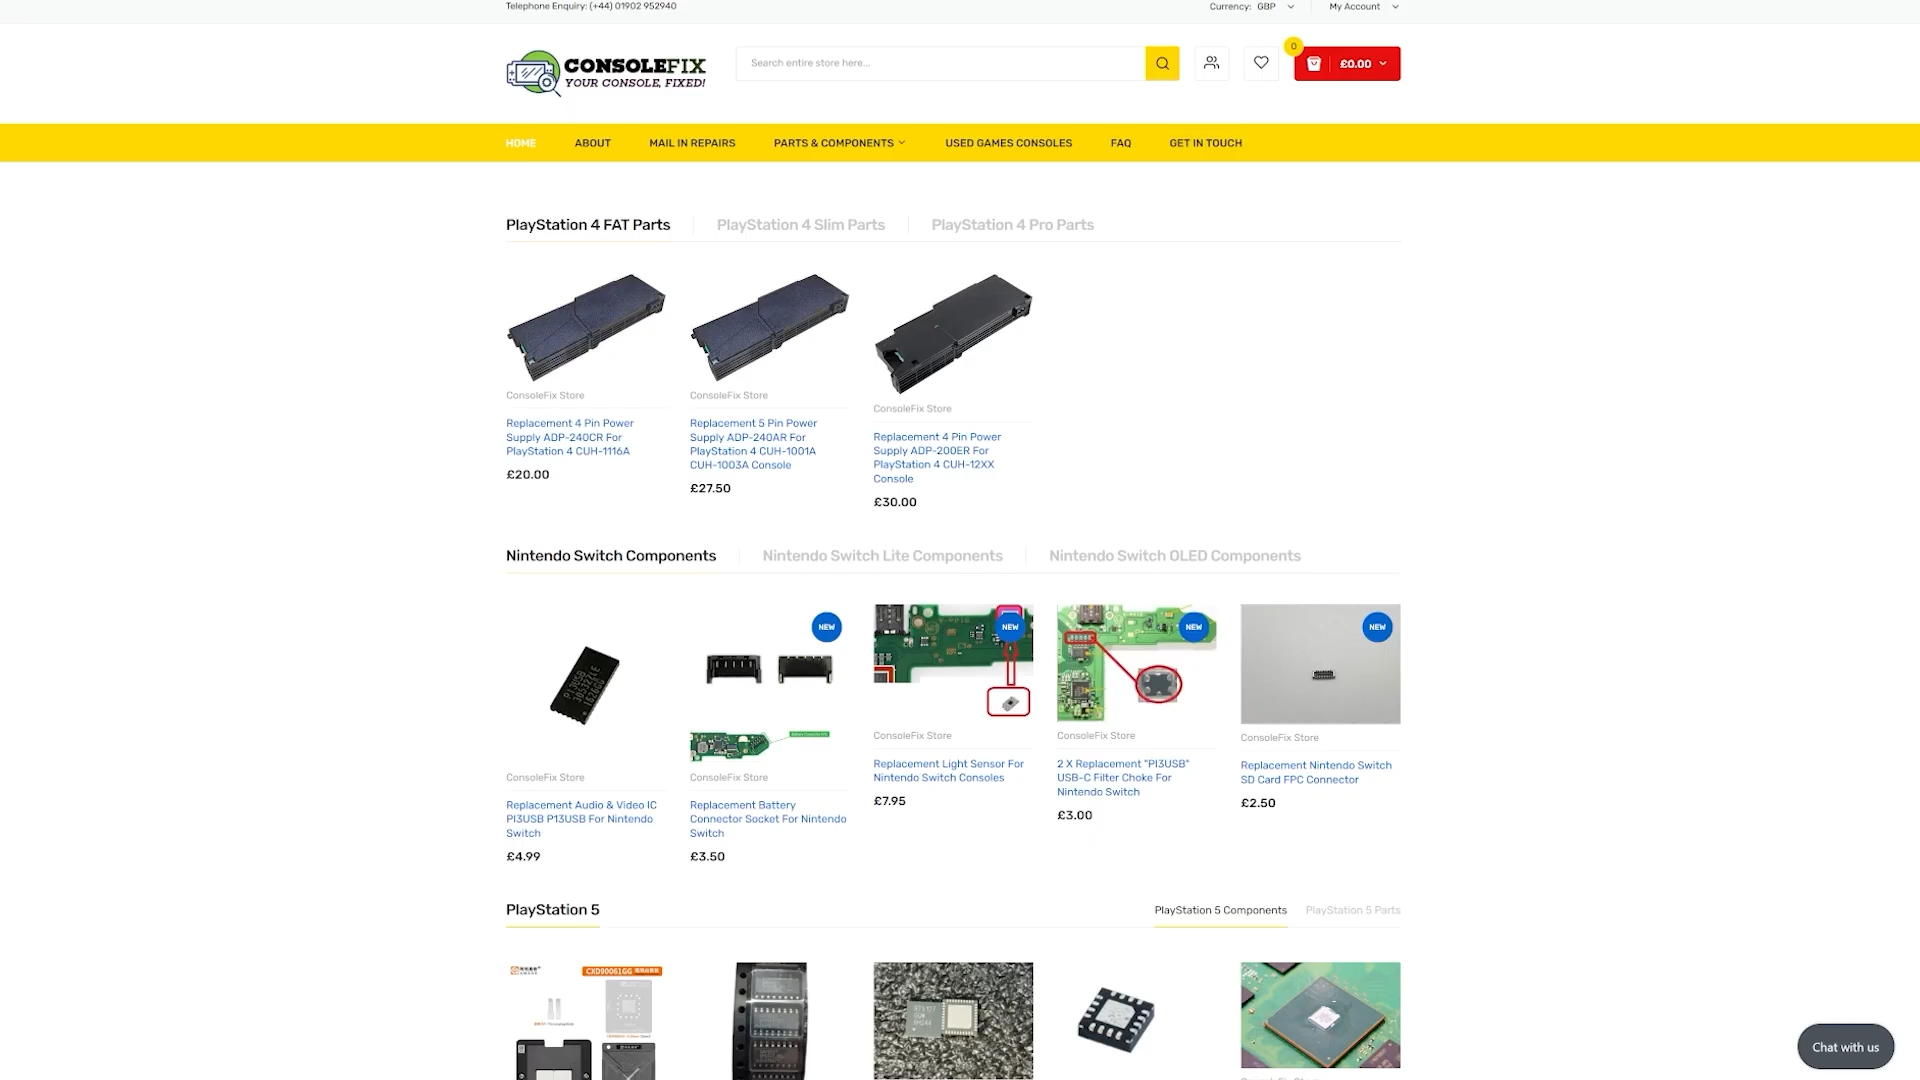 Telephone Enquiry: (+44) 01902 952940
Currency: GBP
My Account
CONSOLEFIX
YOUR CONSOLE, FIXED!
Search entire store here...
0
£0.00
HOME
ABOUT
MAIL IN REPAIRS
PARTS & COMPONENTS
USED GAMES CONSOLES
FAQ
GET IN TOUCH
PlayStation 4 FAT Parts
PlayStation 4 Slim Parts
PlayStation 4 Pro Parts
ConsoleFix Store
Replacement 4 Pin Power
Supply ADP-240CR For
PlayStation 4 CUH-1116A
£20.00
ConsoleFix Store
Replacement 5 Pin Power
Supply ADP-240AR For
PlayStation 4 CUH-1001A
CUH-1003A Console
£27.50
ConsoleFix Store
Replacement 4 Pin Power
Supply ADP-200ER For
PlayStation 4 CUH-12XX
Console
£30.00
Nintendo Switch Components
Nintendo Switch Lite Components
Nintendo Switch OLED Components
ConsoleFix Store
Replacement Audio & Video IC
PI3USB P13USB For Nintendo
Switch
£4.99
NEW
ConsoleFix Store
Replacement Battery
Connector Socket For Nintendo
Switch
£3.50
NEW
ConsoleFix Store
Replacement Light Sensor For
Nintendo Switch Consoles
£7.95
NEW
ConsoleFix Store
2 X Replacement "PI3USB"
USB-C Filter Choke For
Nintendo Switch
£3.00
NEW
ConsoleFix Store
Replacement Nintendo Switch
SD Card FPC Connector
£2.50
PlayStation 5
PlayStation 5 Components
PlayStation 5 Parts
CXD90061GG
Chat with us